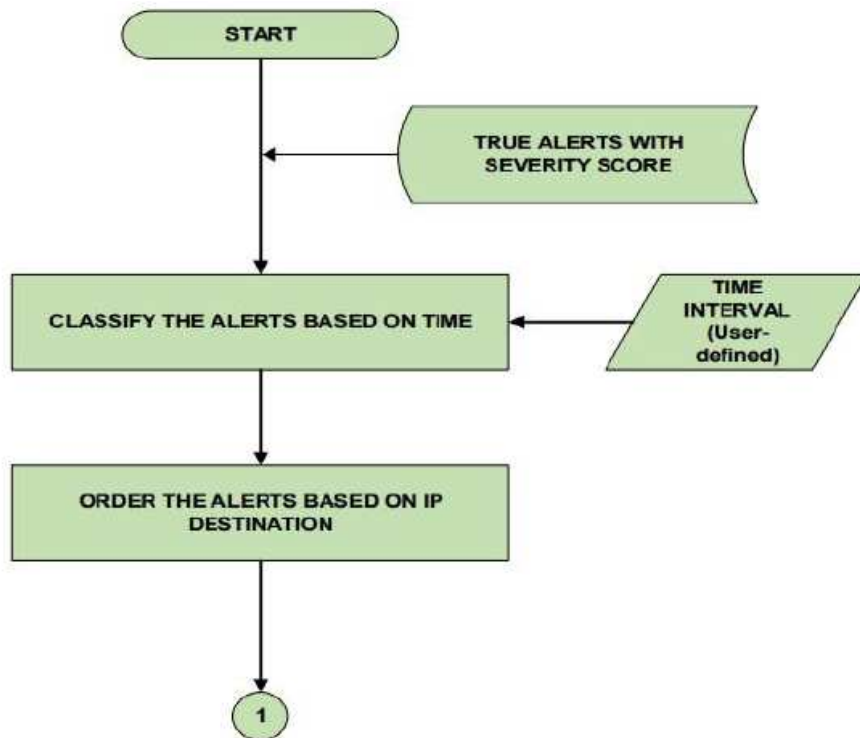 START
TRUE ALERTS WITH
SEVERITY SCORE
CLASSIFY THE ALERTS BASED ON TIME
TIME
INTERVAL
(User-
defined)
ORDER THE ALERTS BASED ON IP
DESTINATION
1